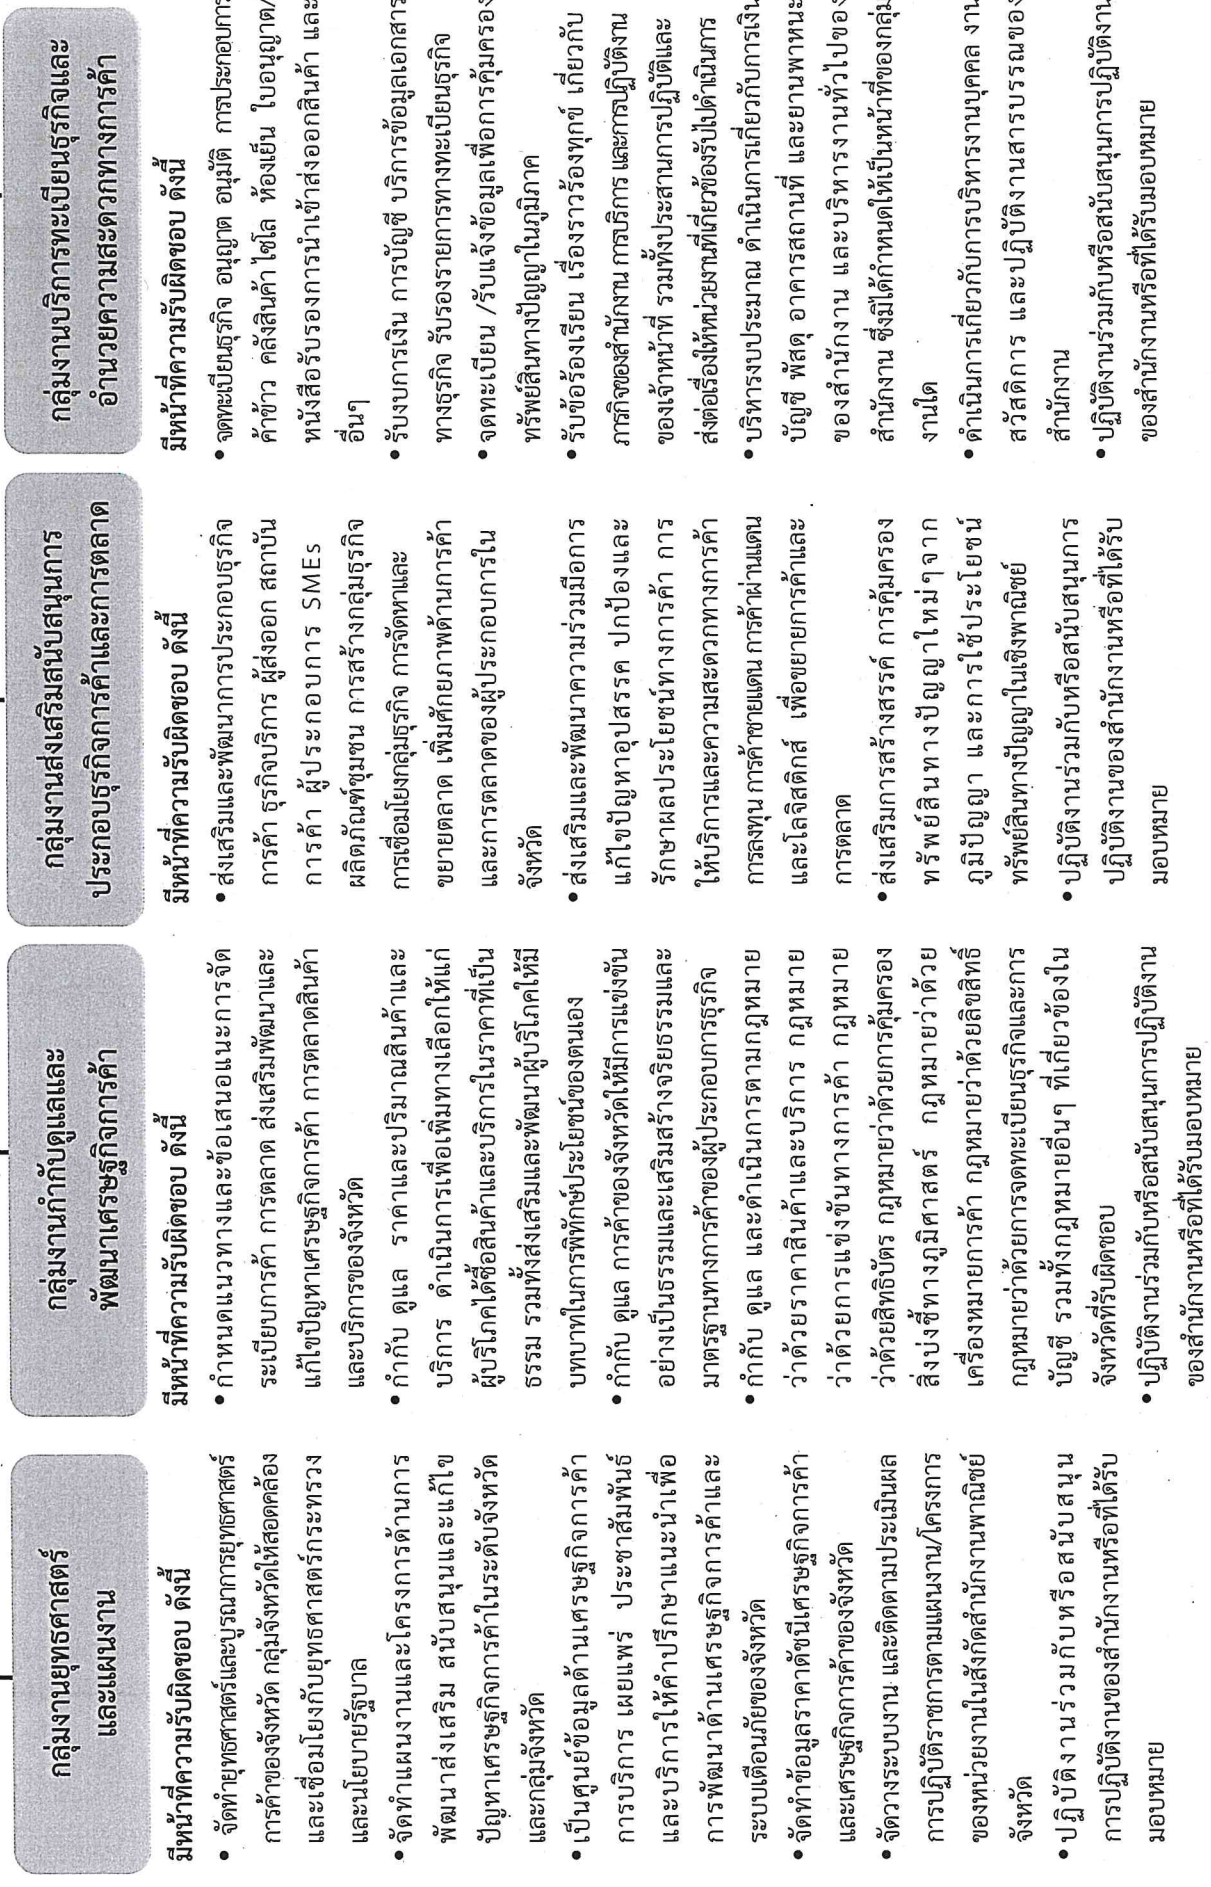 กลุ่มงานยุทธศาสตร์
และแผนงาน
มีหน้าที่ความรับผิดชอบ ดังนี้
• จัดทำยุทธศาสตร์และบูรณาการยุทธศาสตร์
การค้าของจังหวัด กลุ่มจังหวัดให้สอดคล้อง
และเชื่อมโยงกับยุทธศาสตร์กระทรวง
และนโยบายรัฐบาล
• จัดทำแผนงานและโครงการด้านการ
พัฒนาส่งเสริม สนับสนุนและแก้ไข
ปัญหาเศรษฐกิจการค้าในระดับจังหวัด
และกลุ่มจังหวัด
• เป็นศูนย์ข้อมูลด้านเศรษฐกิจการค้า
การบริการ เผยแพร่ ประชาสัมพันธ์
และบริการให้คำปรึกษาแนะนำเพื่อ
การพัฒนาด้านเศรษฐกิจการค้าและ
ระบบเตือนภัยของจังหวัด
• จัดทำข้อมูลราคาดัชนีเศรษฐกิจการค้า
และเศรษฐกิจการค้าของจังหวัด
• จัดวางระบบงาน และติดตามประเมินผล
การปฏิบัติราชการตามแผนงาน/โครงการ
ของหน่วยงานในสังกัดสำนักงานพาณิชย์
จังหวัด
• ปฏิบัติงานร่วมกับหรือสนับสนุน
การปฏิบัติงานของสำนักงานหรือที่ได้รับ
มอบหมาย
กลุ่มงานกำกับดูแลและ
พัฒนาเศรษฐกิจการค้า
มีหน้าที่ความรับผิดชอบ ดังนี้
• กำหนดแนวทางและข้อเสนอแนะการจัด
ระเบียบการค้า การตลาด ส่งเสริมพัฒนาและ
แก้ไขปัญหาเศรษฐกิจการค้า การตลาดสินค้า
และบริการของจังหวัด
• กำกับ ดูแล ราคาและปริมาณสินค้าและ
บริการ ดำเนินการเพื่อเพิ่มทางเลือกให้แก่
ผู้บริโภคได้ซื้อสินค้าและบริการในราคาที่เป็น
ธรรม รวมทั้งส่งเสริมและพัฒนาผู้บริโภคให้มี
บทบาทในการพิทักษ์ประโยชน์ของตนเอง
• กำกับ ดูแล การค้าของจังหวัดให้มีการแข่งขัน
อย่างเป็นธรรมและเสริมสร้างจริยธรรมและ
มาตรฐานทางการค้าของผู้ประกอบการธุรกิจ
• กำกับ ดูแล และดำเนินการตามกฎหมาย
ว่าด้วยราคาสินค้าและบริการ กฎหมาย
ว่าด้วยการแข่งขันทางการค้า กฎหมาย
ว่าด้วยสิทธิบัตร กฎหมายว่าด้วยการคุ้มครอง
สิ่งบ่งชี้ทางภูมิศาสตร์ กฎหมายว่าด้วย
เครื่องหมายการค้า กฎหมายว่าด้วยลิขสิทธิ์
กฎหมายว่าด้วยการจดทะเบียนธุรกิจและการ
บัญชี รวมทั้งกฎหมายอื่นๆ ที่เกี่ยวข้องใน
จังหวัดที่รับผิดชอบ
• ปฏิบัติงานร่วมกับหรือสนับสนุนการปฏิบัติงาน
ของสำนักงานหรือที่ได้รับมอบหมาย
กลุ่มงานส่งเสริมสนับสนุนการ
ประกอบธุรกิจการค้าและการตลาด
มีหน้าที่ความรับผิดชอบ ดังนี้
• ส่งเสริมและพัฒนาการประกอบธุรกิจ
การค้า ธุรกิจบริการ ผู้ส่งออก สถาบัน
การค้า ผู้ประกอบการ SMEs
ผลิตภัณฑ์ชุมชน การสร้างกลุ่มธุรกิจ
การเชื่อมโยงกลุ่มธุรกิจ การจัดหาและ
ขยายตลาด เพิ่มศักยภาพด้านการค้า
และการตลาดของผู้ประกอบการใน
จังหวัด
• ส่งเสริมและพัฒนาความร่วมมือการ
แก้ไขปัญหาอุปสรรค ปกป้องและ
รักษาผลประโยชน์ทางการค้า การ
ให้บริการและความสะดวกทางการค้า
การลงทุน การค้าชายแดน การค้าผ่านแดน
และโลจิสติกส์ เพื่อขยายการค้าและ
การตลาด
• ส่งเสริมการสร้างสรรค์ การคุ้มครอง
ทรัพย์สินทางปัญญาใหม่ๆจาก
ภูมิปัญญา และการใช้ประโยชน์
ทรัพย์สินทางปัญญาในเชิงพาณิชย์
• ปฏิบัติงานร่วมกับหรือสนับสนุนการ
ปฏิบัติงานของสำนักงานหรือที่ได้รับ
มอบหมาย
กลุ่มงานบริการทะเบียนธุรกิจและ
อำนวยความสะดวกทางการค้า
มีหน้าที่ความรับผิดชอบ ดังนี้
• จดทะเบียนธุรกิจ อนุญาต อนุมัติ การประกอบการ
ค้าข้าว คลังสินค้า ไซโล ห้องเย็น ใบอนุญาต/
หนังสือรับรองการนำเข้าส่งออกสินค้า และ
อื่นๆ
• รับงบการเงิน การบัญชี บริการข้อมูลเอกสาร
ทางธุรกิจ รับรองรายการทางทะเบียนธุรกิจ
• จดทะเบียน /รับแจ้งข้อมูลเพื่อการคุ้มครอง
ทรัพย์สินทางปัญญาในภูมิภาค
• รับข้อร้องเรียน เรื่องราวร้องทุกข์ เกี่ยวกับ
ภารกิจของสำนักงาน การบริการ และการปฏิบัติงาน
ของเจ้าหน้าที่ รวมทั้งประสานการปฏิบัติและ
ส่งต่อเรื่องให้หน่วยงานที่เกี่ยวข้องรับไปดำเนินการ
• บริหารงบประมาณ ดำเนินการเกี่ยวกับการเงิน
บัญชี พัสดุ อาคารสถานที่ และยานพาหนะ
ของสำนักงาน และบริหารงานทั่วไปของ
สำนักงาน ซึ่งมิได้กำหนดให้เป็นหน้าที่ของกลุ่ม
งานใด
• ดำเนินการเกี่ยวกับการบริหารงานบุคคล งาน
สวัสดิการ และปฏิบัติงานสารบรรณของ
สำนักงาน
• ปฏิบัติงานร่วมกับหรือสนับสนุนการปฏิบัติงาน
ของสำนักงานหรือที่ได้รับมอบหมาย